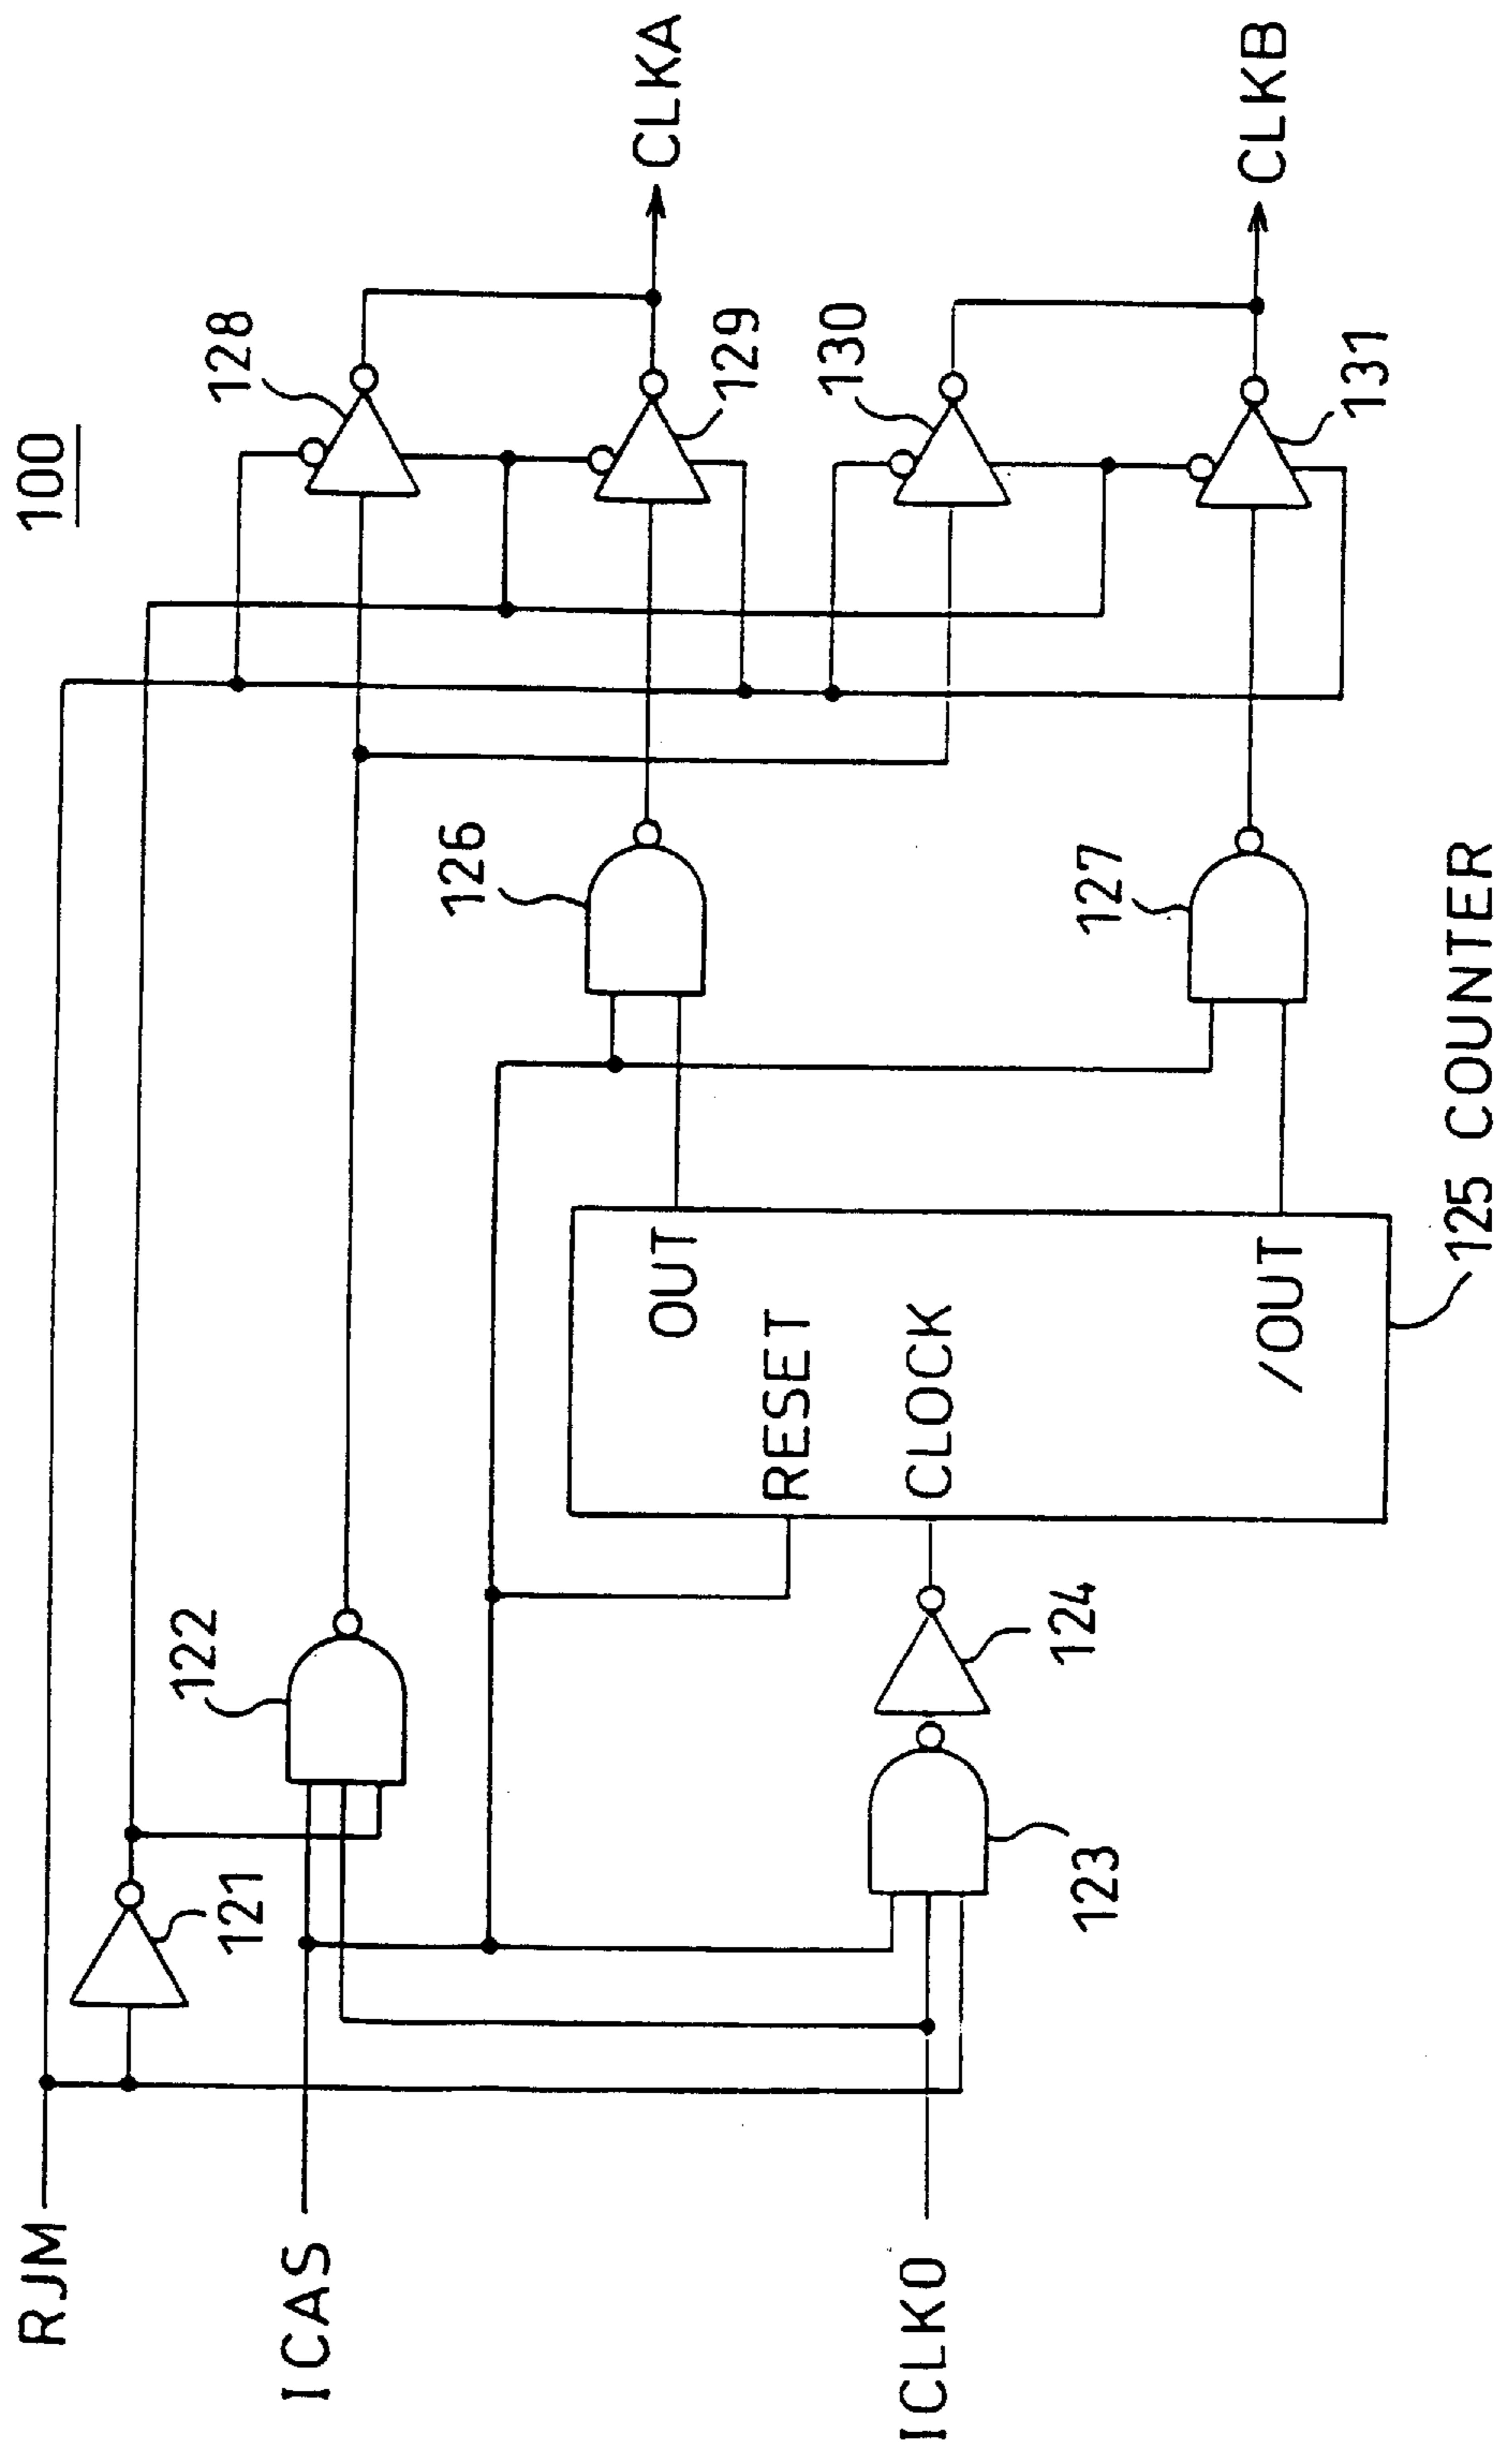 100
RJM
ICAS
ICLK0
121
122
123
124
RESET
CLOCK
OUT
/OUT
125 COUNTER
126
127
128
129
130
131
CLKA
CLKB